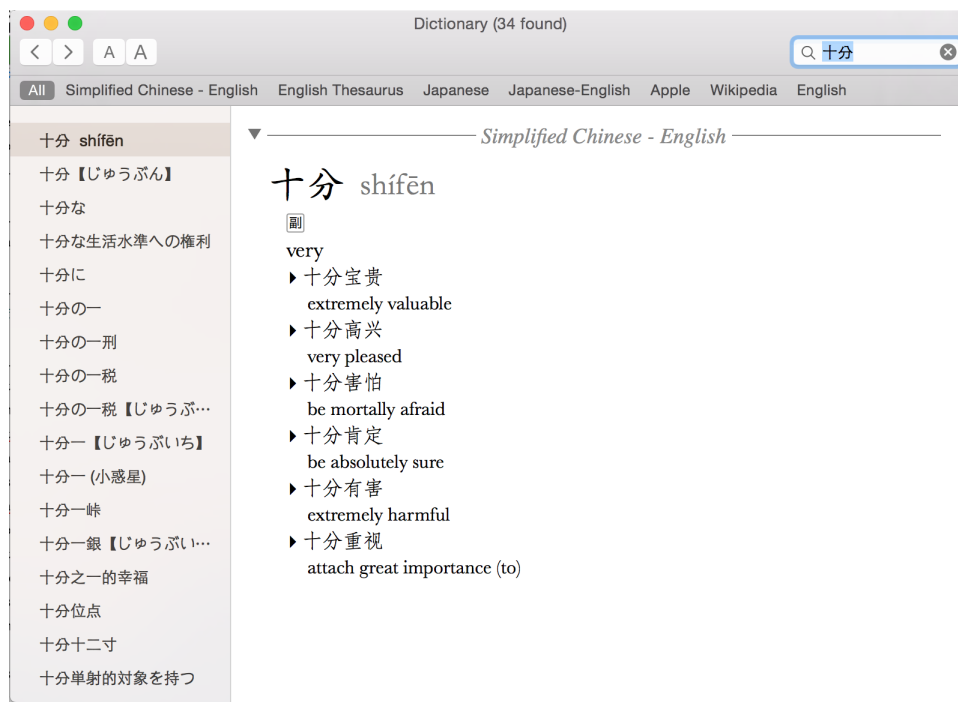 Dictionary (34 found)
A A
十分
All Simplified Chinese - English English Thesaurus Japanese Japanese-English Apple Wikipedia English
十分 shífēn
十分【じゅうぶん】
十分な
十分な生活水準への権利
十分に
十分の一
十分の一刑
十分の一税
十分の一税【じゅうぶ…
十分一【じゅうぶいち】
十分一 (小惑星)
十分一峠
十分一銀【じゅうぶい…
十分之一的幸福
十分位点
十分十二寸
十分単射的対象を持つ
Simplified Chinese - English
十分 shífēn
副
very
十分宝贵
extremely valuable
十分高兴
very pleased
十分害怕
be mortally afraid
十分肯定
be absolutely sure
十分有害
extremely harmful
十分重视
attach great importance (to)